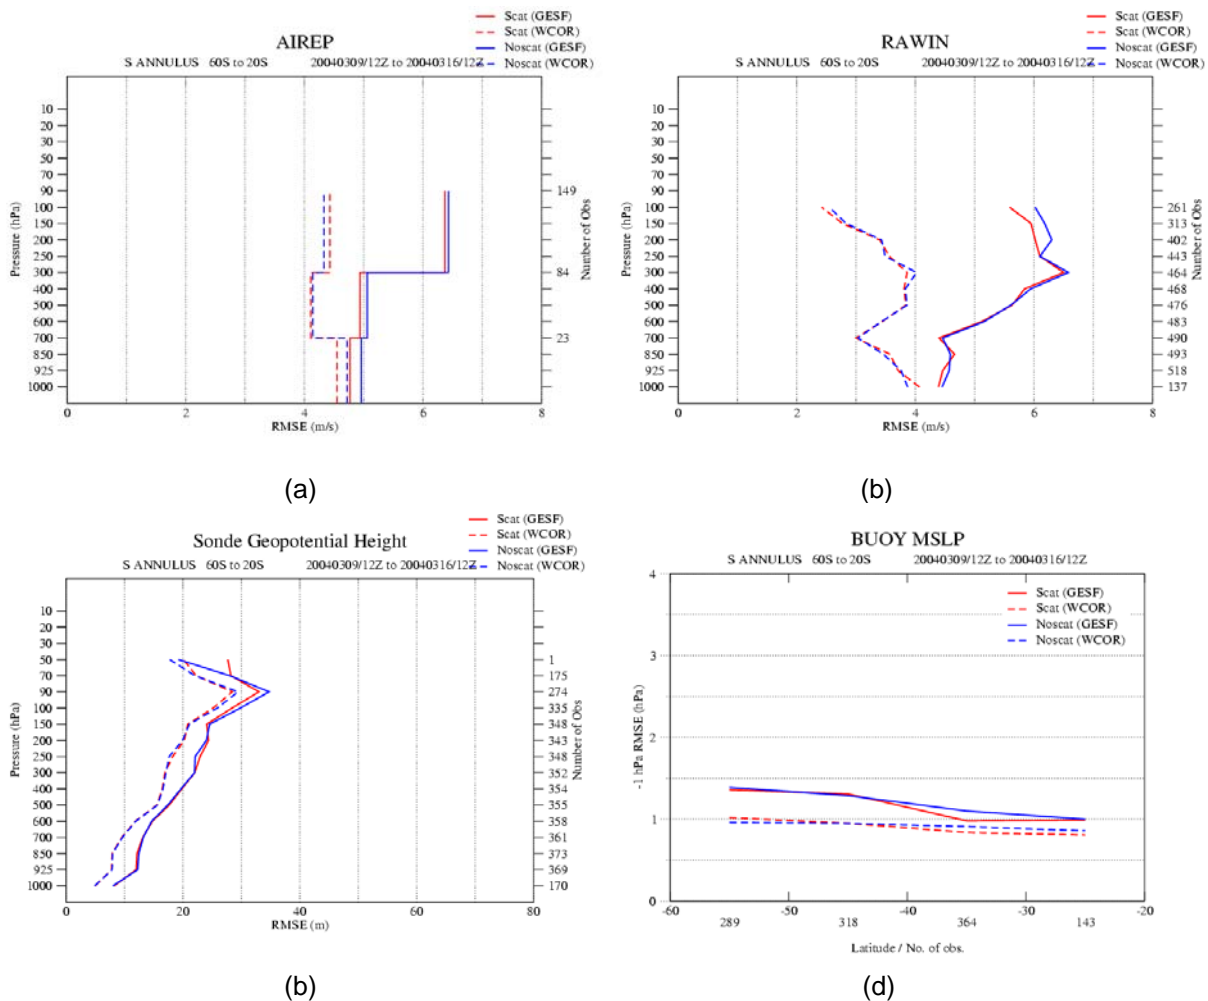 Scat (GESF)
Scat (WCOR)
Noscat (GESF)
Noscat (WCOR)
AIREP
S ANNULUS 60S to 20S 20040309/12Z to 20040316/12Z
10
20
30
50
70
90
100
150
200
250
300
400
500
600
700
850
925
1000
Pressure (hPa)
149
84
23
Number of Obs
0 2 4 6 8
RMSE (m/s)
(a)
Scat (GESF)
Scat (WCOR)
Noscat (GESF)
Noscat (WCOR)
RAWIN
S ANNULUS 60S to 20S 20040309/12Z to 20040316/12Z
10
20
30
50
70
90
100
150
200
250
300
400
500
600
700
850
925
1000
Pressure (hPa)
261
313
402
443
464
468
476
483
490
493
518
137
Number of Obs
0 2 4 6 8
RMSE (m/s)
(b)
Scat (GESF)
Scat (WCOR)
Noscat (GESF)
Noscat (WCOR)
Sonde Geopotential Height
S ANNULUS 60S to 20S 20040309/12Z to 20040316/12Z
10
20
30
50
70
90
100
150
200
250
300
400
500
600
700
850
925
1000
Pressure (hPa)
1
175
274
335
348
343
348
352
354
355
358
361
373
369
170
Number of Obs
0 20 40 60 80
RMSE (m)
(b)
BUOY MSLP
S ANNULUS 60S to 20S 20040309/12Z to 20040316/12Z
Scat (GESF)
Scat (WCOR)
Noscat (GESF)
Noscat (WCOR)
4
3
2
1
0
-1 hPa RMSE (hPa)
-60 -50 -40 -30 -20
289 318 364 143
Latitude / No. of obs.
(d)